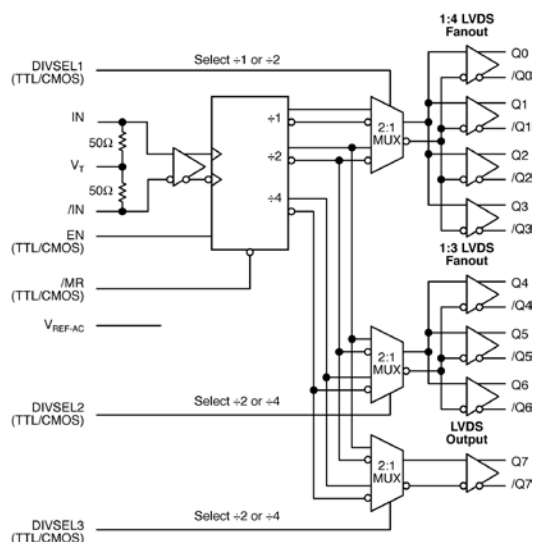 1:4 LVDS
Fanout
DIVSEL1
(TTL/CMOS)
Select ÷1 or ÷2
IN
50Ω
VT
50Ω
/IN
EN
(TTL/CMOS)
/MR
(TTL/CMOS)
VREF-AC
÷1
÷2
÷4
2:1
MUX
Q0
/Q0
Q1
/Q1
Q2
/Q2
Q3
/Q3
1:3 LVDS
Fanout
2:1
MUX
Q4
/Q4
Q5
/Q5
Q6
/Q6
DIVSEL2
(TTL/CMOS)
Select ÷2 or ÷4
LVDS
Output
2:1
MUX
Q7
/Q7
DIVSEL3
(TTL/CMOS)
Select ÷2 or ÷4